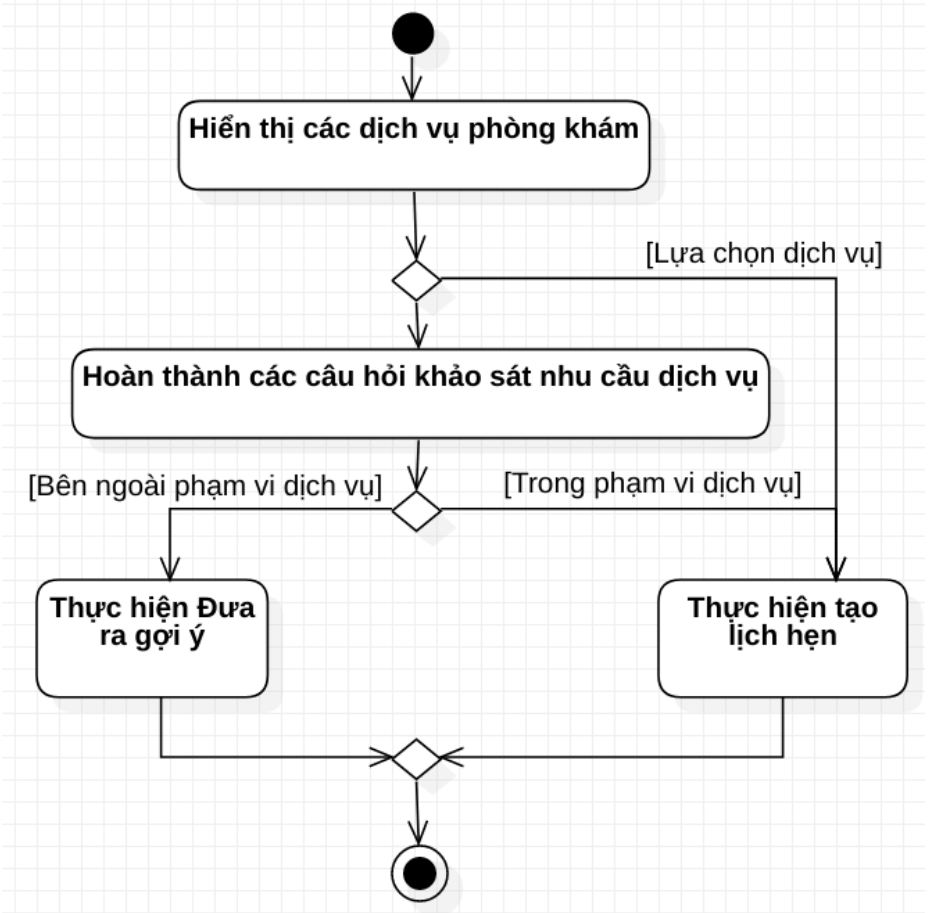 Hiển thị các dịch vụ phòng khám
[Lựa chọn dịch vụ]
Hoàn thành các câu hỏi khảo sát nhu cầu dịch vụ
[Bên ngoài phạm vi dịch vụ]
[Trong phạm vi dịch vụ]
Thực hiện Đưa
ra gợi ý
Thực hiện tạo
lịch hẹn